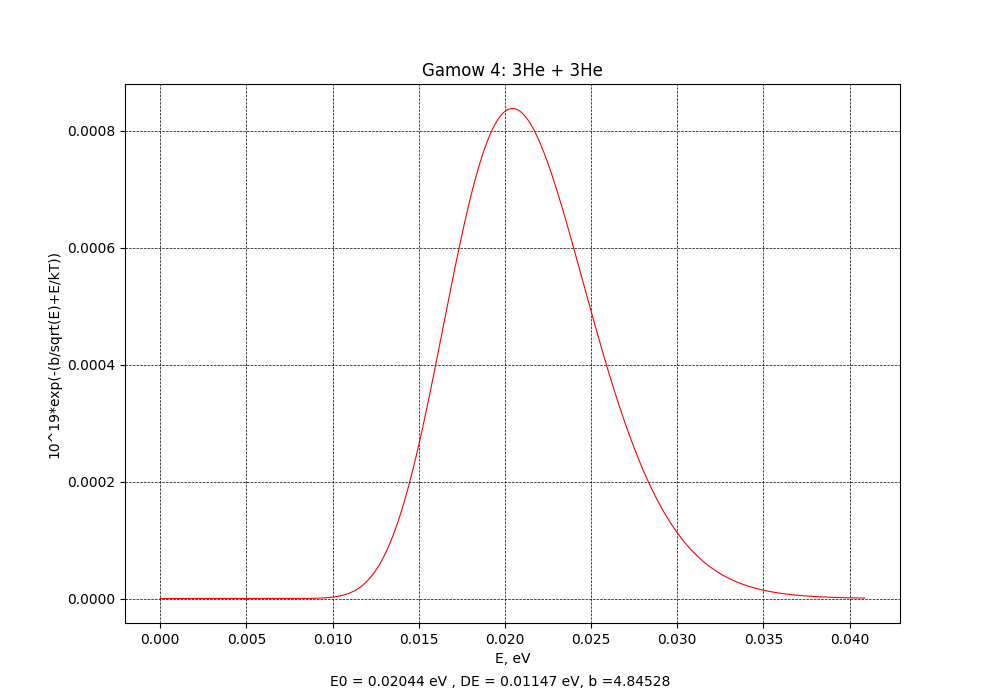 Gamow 4: 3He + 3He
10^19*exp(-(b/sqrt(E)+E/kT))
0.0008
0.0006
0.0004
0.0002
0.0000
0.000 0.005 0.010 0.015 0.020 0.025 0.030 0.035 0.040
E, eV
E0 = 0.02044 eV , DE = 0.01147 eV, b =4.84528